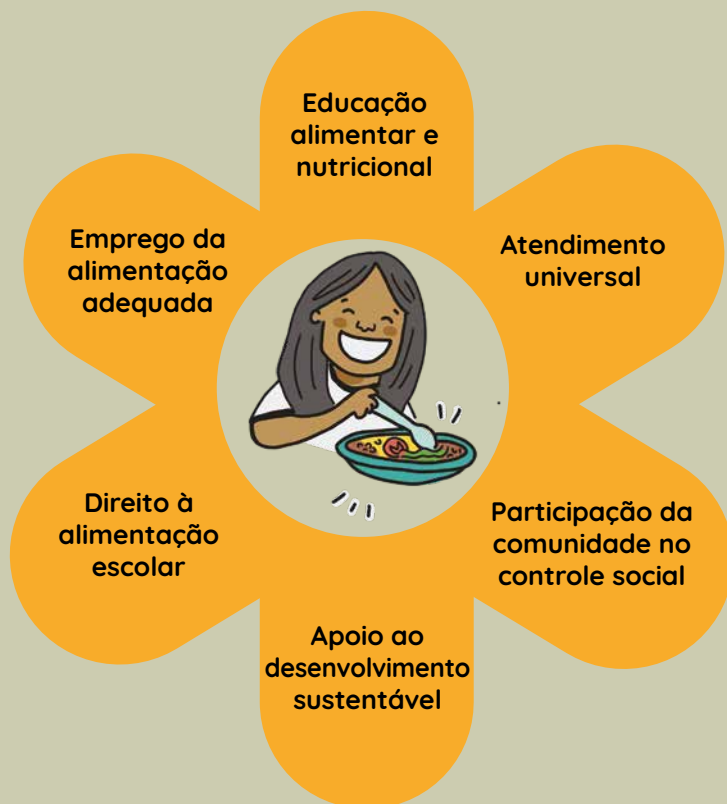 Educação
alimentar e
nutricional
Atendimento
universal
Participação da
comunidade no
controle social
Apoio ao
desenvolvimento
sustentável
Direito à
alimentação
escolar
Emprego da
alimentação
adequada